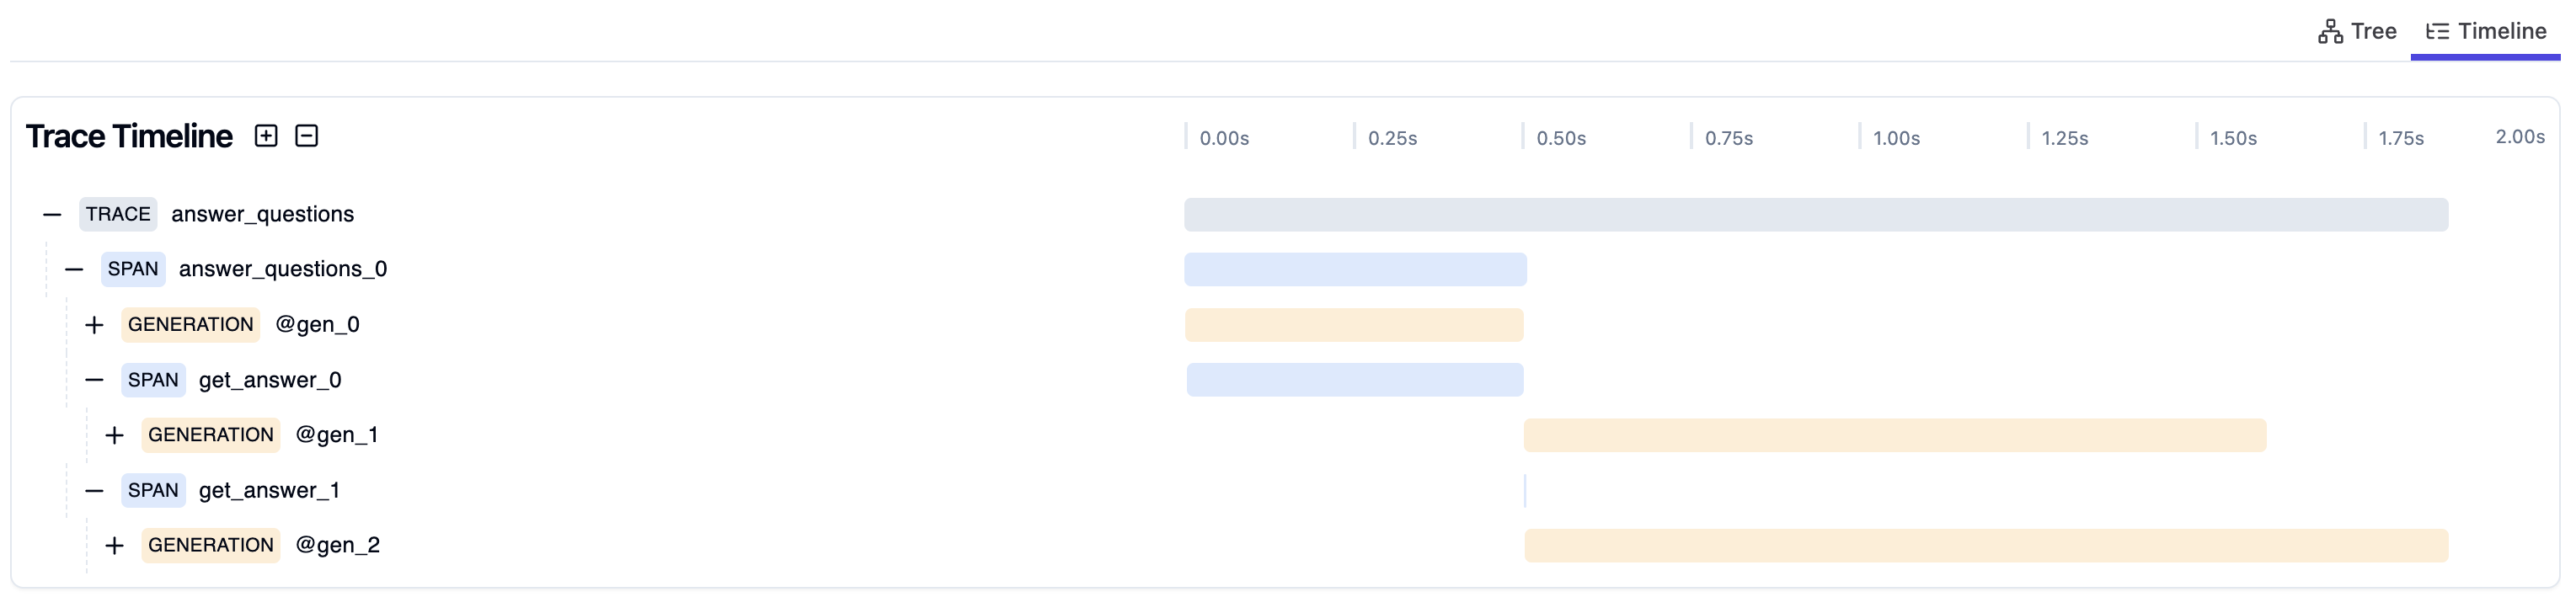 Tree Timeline
Trace Timeline 0.00s 0.25s 0.50s 0.75s 1.00s 1.25s 1.50s 1.75s 2.00s
TRACE answer_questions
SPAN answer_questions_0
GENERATION @gen_0
SPAN get_answer_0
GENERATION @gen_1
SPAN get_answer_1
GENERATION @gen_2